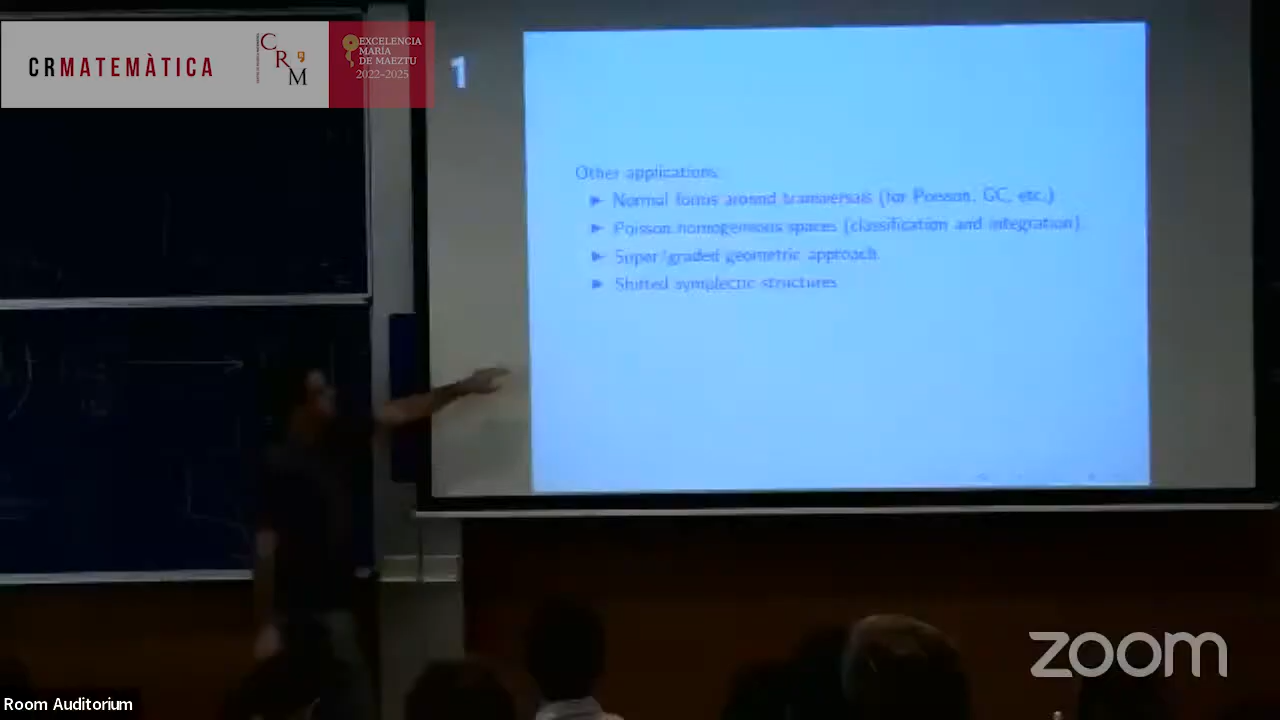 CRMATEMÀTICA
CRM
EXCELENCIA
MARÍA
DE MAEZTU
2022-2025
1
Other applications
► Normal forms around transversals (for Poisson, GC, etc.)
► Poisson homogeneous spaces (classification and integration)
► Super/graded geometric approach
► Shifted symplectic structures
zoom
Room Auditorium